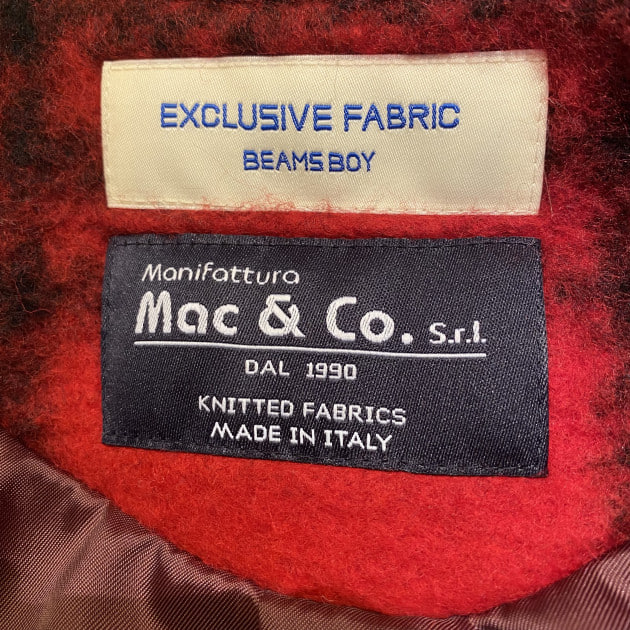 EXCLUSIVE FABRIC
BEAMS BOY
Manifattura
Mac & Co. S.r.l.
DAL 1990
KNITTED FABRICS
MADE IN ITALY